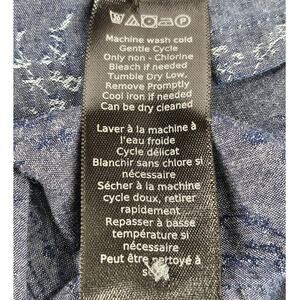 Machine wash cold
Gentle Cycle
Only non - Chlorine
Bleach if needed
Tumble Dry Low,
Remove Promptly
Cool iron if needed
Can be dry cleaned
Laver à la machine à
l'eau froide
Cycle délicat
Blanchir sans chlore si
nécessaire
Sécher à la machine
cycle doux, retirer
rapidement
Repasser à basse
température si
nécessaire
Peut être nettoyé à